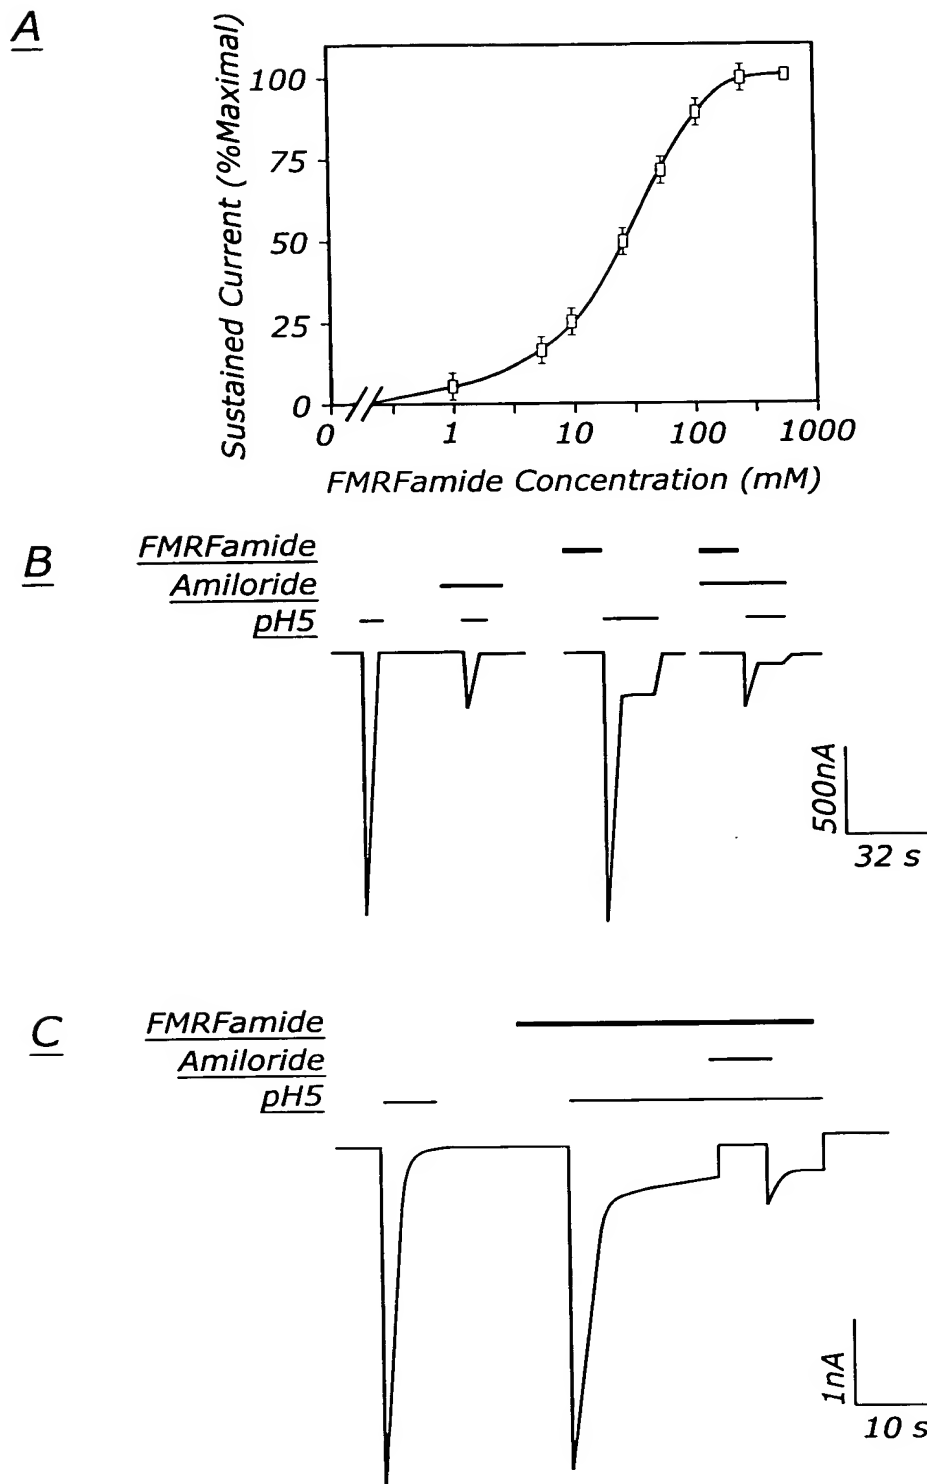 A
Sustained Current (%Maximal)
100
75
50
25
0
0 1 10 100 1000
FMRFamide Concentration (mM)
B
FMRFamide
Amiloride
pH5
500nA
32 s
C
FMRFamide
Amiloride
pH5
1nA
10 s